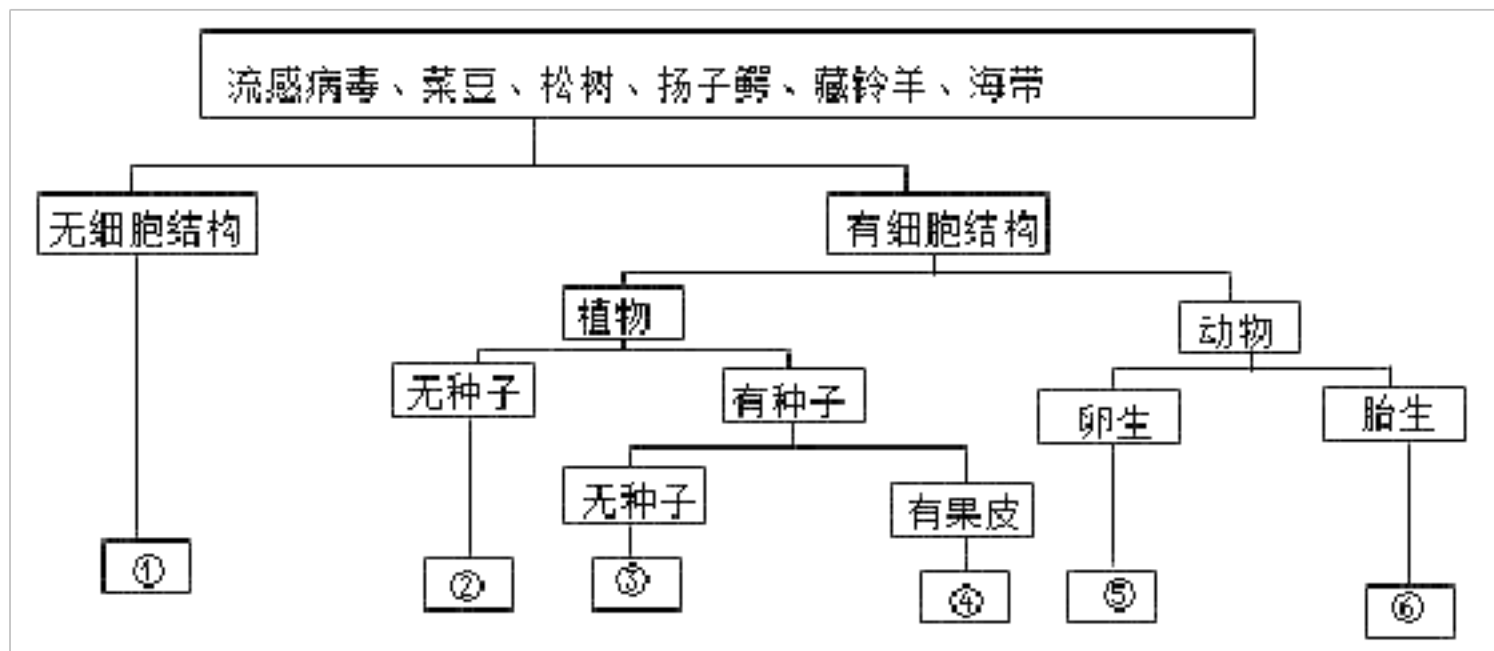 流感病毒、菜豆、松树、扬子鳄、藏铃羊、海带
无细胞结构
有细胞结构
植物
动物
无种子
有种子
卵生
胎生
无种子
有果皮
①
②
③
④
⑤
⑥